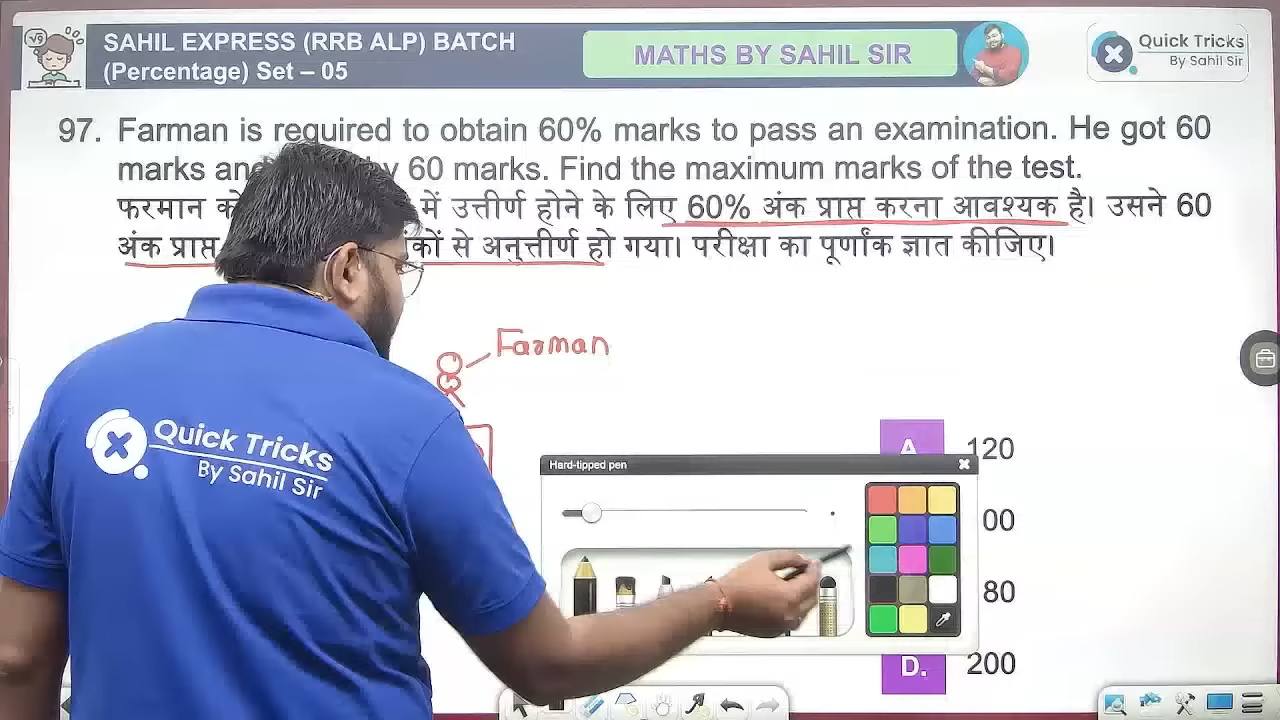 SAHIL EXPRESS (RRB ALP) BATCH
(Percentage) Set – 05
MATHS BY SAHIL SIR
Quick Tricks
By Sahil Sir
97. Farman is required to obtain 60% marks to pass an examination. He got 60
marks 60 marks. Find the maximum marks of the test.
फरमान में उत्तीर्ण होने के लिए 60% अंक प्राप्त करना आवश्यक है। उसने 60
अंक प्राप्त से अनुत्तीर्ण हो गया। परीक्षा का पूर्णांक ज्ञात कीजिए।
Farman
Quick Tricks
By Sahil Sir
A. 120
Hard-tipped pen
00
80
D. 200